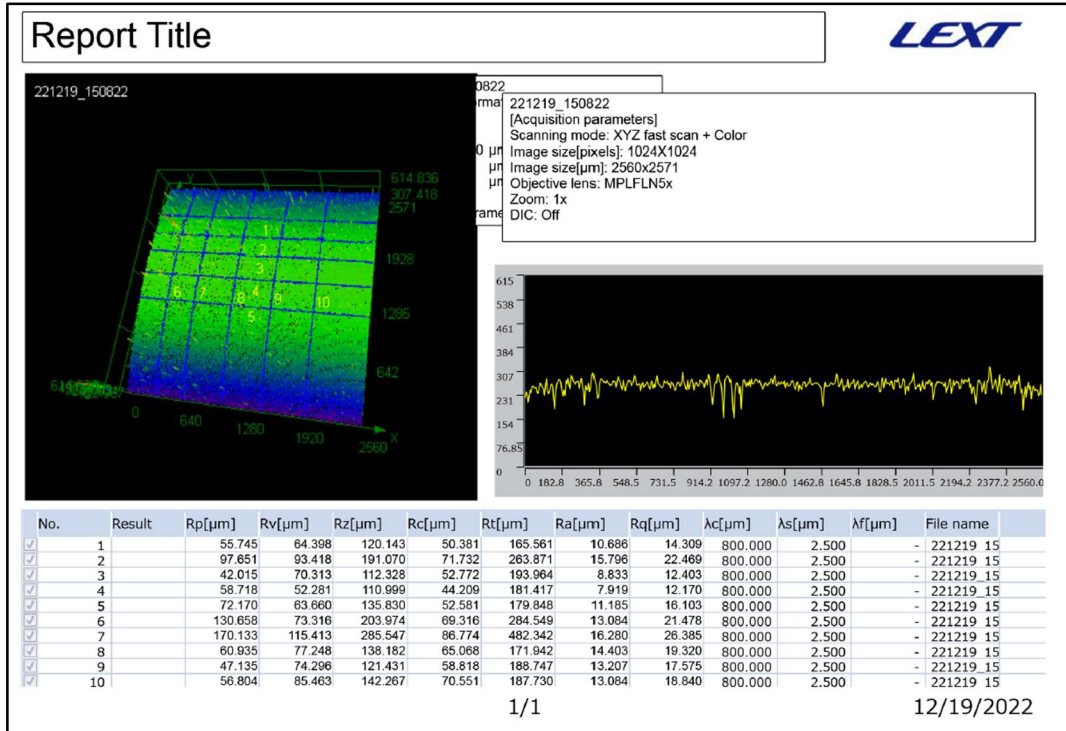 Report Title
LEXT
221219_150822
0822
221219_150822
[Acquisition parameters]
Scanning mode: XYZ fast scan + Color
Image size[pixels]: 1024X1024
Image size[µm]: 2560x2571
Objective lens: MPLFLN5x
Zoom: 1x
DIC: Off
0 µm
µm
µm
614.836
307.418
2571
1928
1285
642
0
640
1280
1920
2560
X
Y
1
2
3
4
5
6
7
8
9
10
615
538
461
384
307
231
154
76.85
0
0 182.8 365.8 548.5 731.5 914.2 1097.2 1280.0 1462.8 1645.8 1828.5 2011.5 2194.2 2377.2 2560.0
No. Result Rp[µm] Rv[µm] Rz[µm] Rc[µm] Rt[µm] Ra[µm] Rq[µm] λc[µm] λs[µm] λf[µm] File name
1 55.745 64.398 120.143 50.381 165.561 10.686 14.309 800.000 2.500 - 221219_15
2 97.651 93.418 191.070 71.732 263.871 15.796 22.469 800.000 2.500 - 221219_15
3 42.015 70.313 112.328 52.772 193.964 8.833 12.403 800.000 2.500 - 221219_15
4 58.718 52.281 110.999 44.209 181.417 7.919 12.170 800.000 2.500 - 221219_15
5 72.170 63.660 135.830 52.581 179.848 11.185 16.103 800.000 2.500 - 221219_15
6 130.658 73.316 203.974 69.316 284.549 13.084 21.478 800.000 2.500 - 221219_15
7 170.133 115.413 285.547 86.774 482.342 16.280 26.385 800.000 2.500 - 221219_15
8 60.935 77.248 138.182 65.068 171.942 14.403 19.320 800.000 2.500 - 221219_15
9 47.135 74.296 121.431 58.818 188.747 13.207 17.575 800.000 2.500 - 221219_15
10 56.804 85.463 142.267 70.551 187.730 13.084 18.840 800.000 2.500 - 221219_15
1/1
12/19/2022